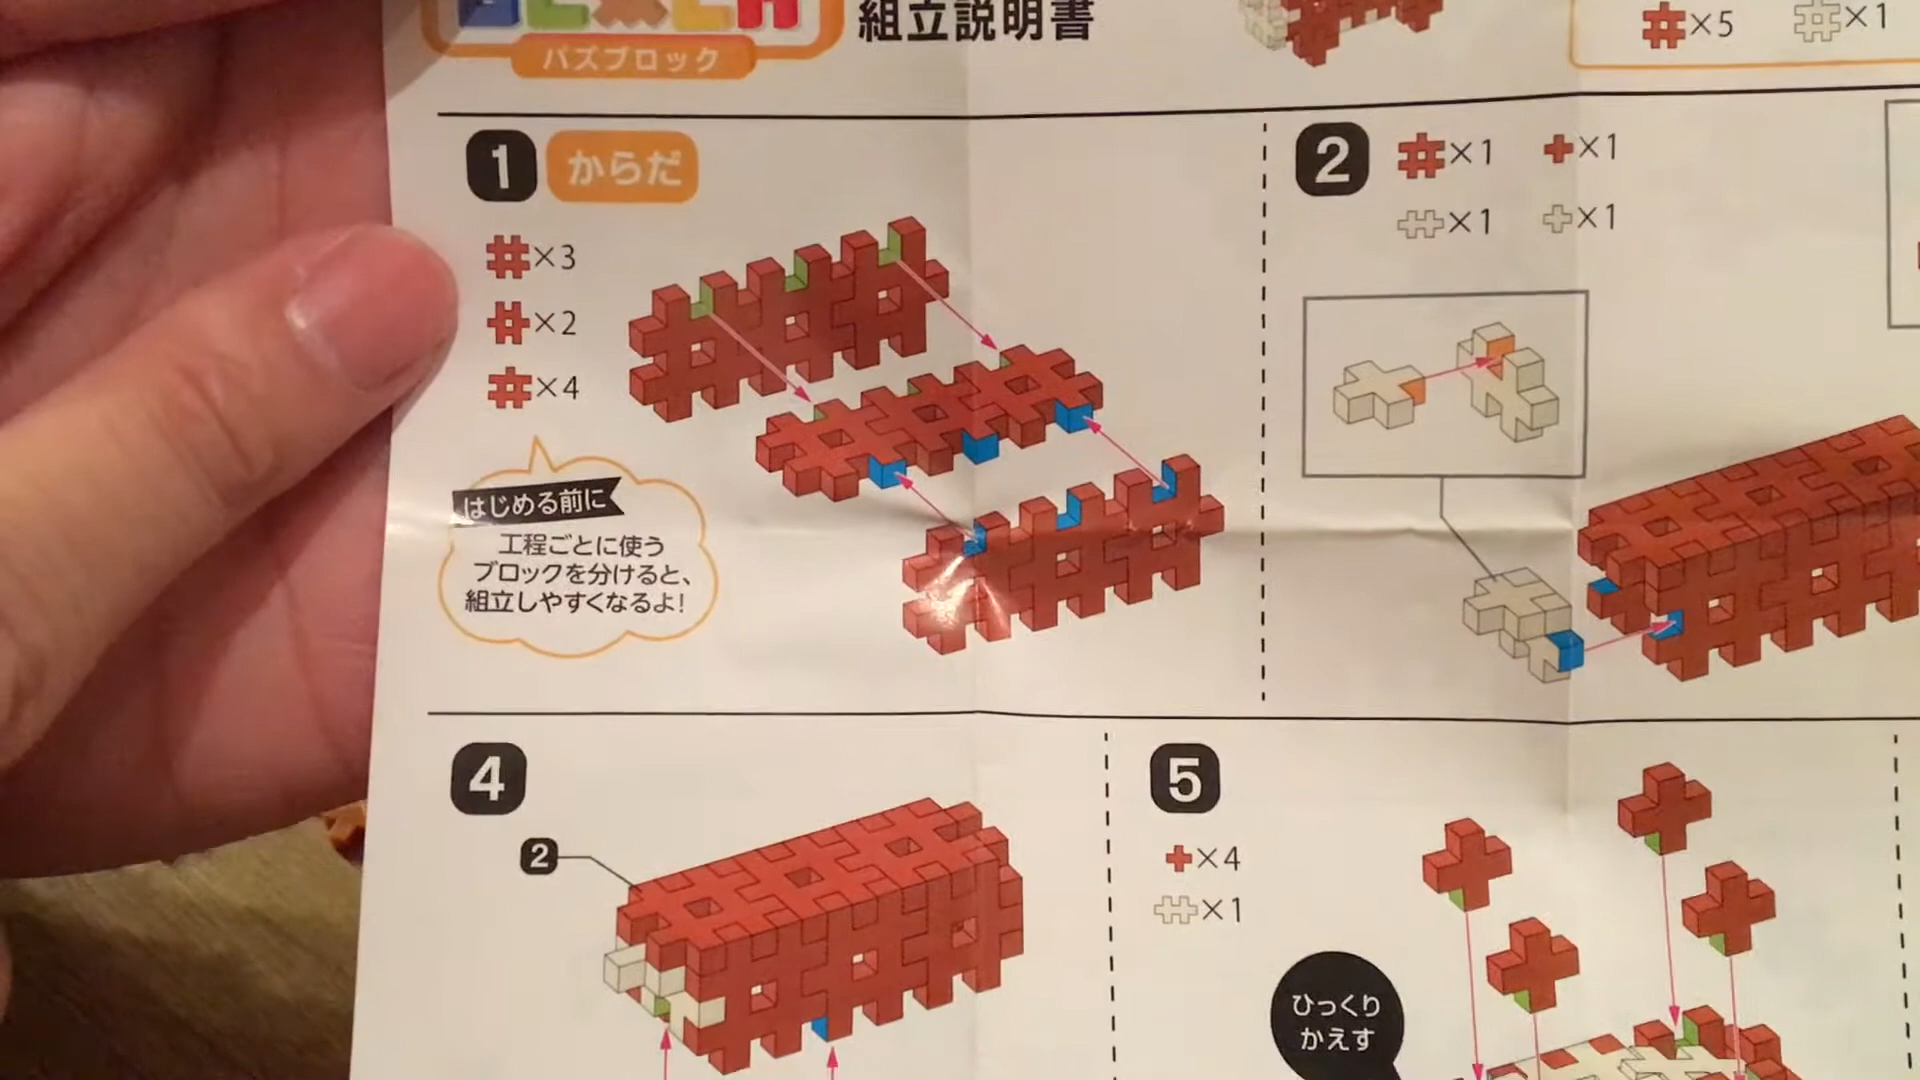 パズブロック
組立説明書
×5
×1
1 からだ
×3
×2
×4
はじめる前に
工程ごとに使う
ブロックを分けると、
組立しやすくなるよ!
2
×1
×1
×1
×1
4
2
5
×4
×1
ひっくり
かえす